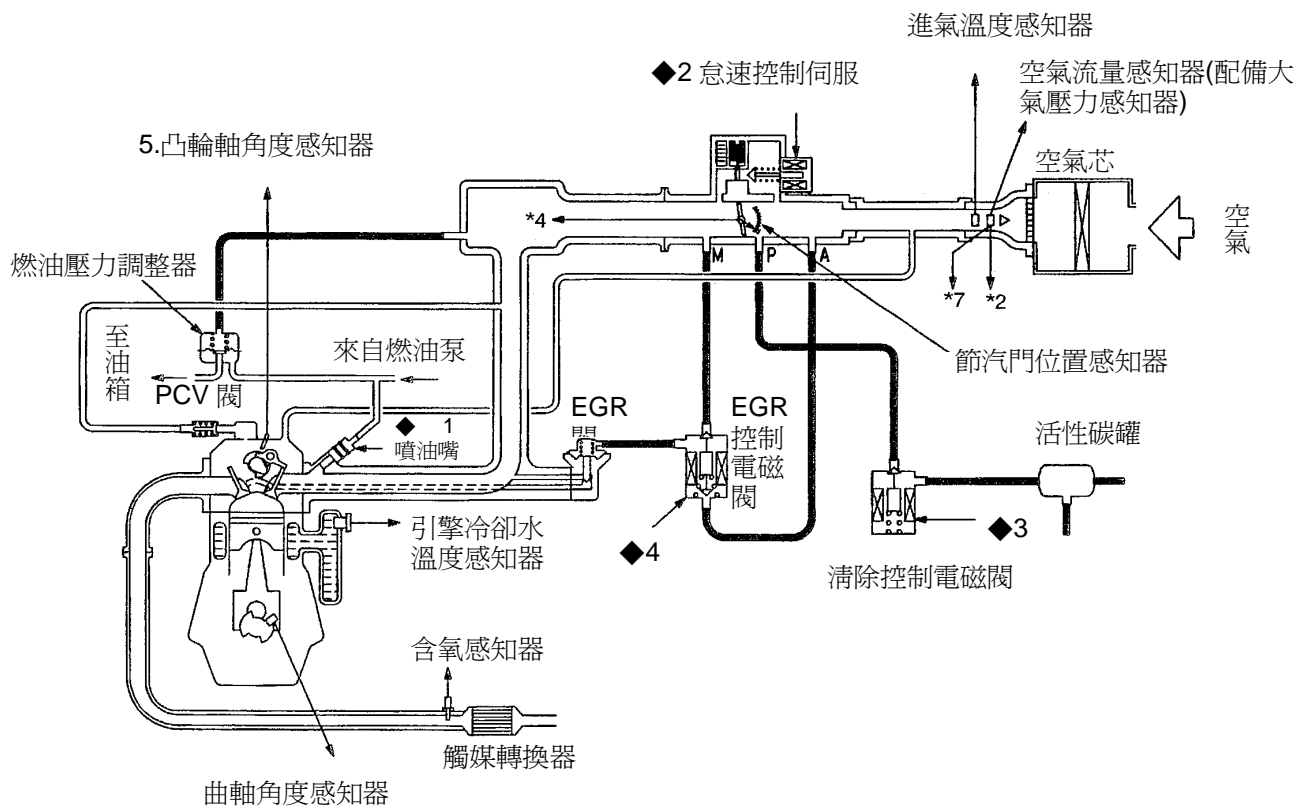 進氣溫度感知器
◆2 怠速控制伺服
空氣流量感知器(配備大
氣壓力感知器)
5.凸輪軸角度感知器
空氣芯
空氣
*4
燃油壓力調整器
M P A
*7 *2
至油箱
來自燃油泵
節汽門位置感知器
PCV 閥
EGR
EGR
控制
電磁
閥
◆ 1
噴油嘴
活性碳罐
引擎冷卻水
溫度感知器
◆4
◆3
清除控制電磁閥
含氧感知器
觸媒轉換器
曲軸角度感知器